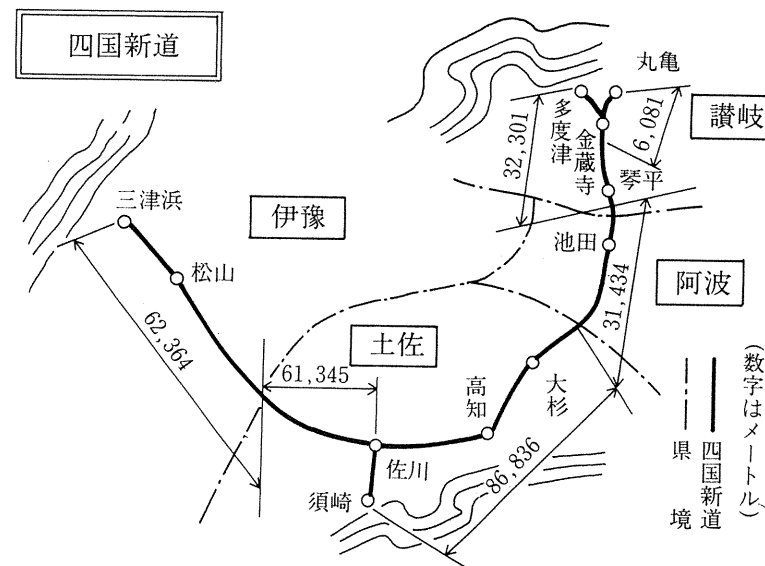 四国新道
丸亀
讃岐
多度津
金蔵寺
32,301
6,081
琴平
三津浜
伊豫
池田
松山
阿波
31,434
62,364
土佐
61,345
高知
大杉
佐川
86,836
須崎
(数字はメートル)
四国新道
県境